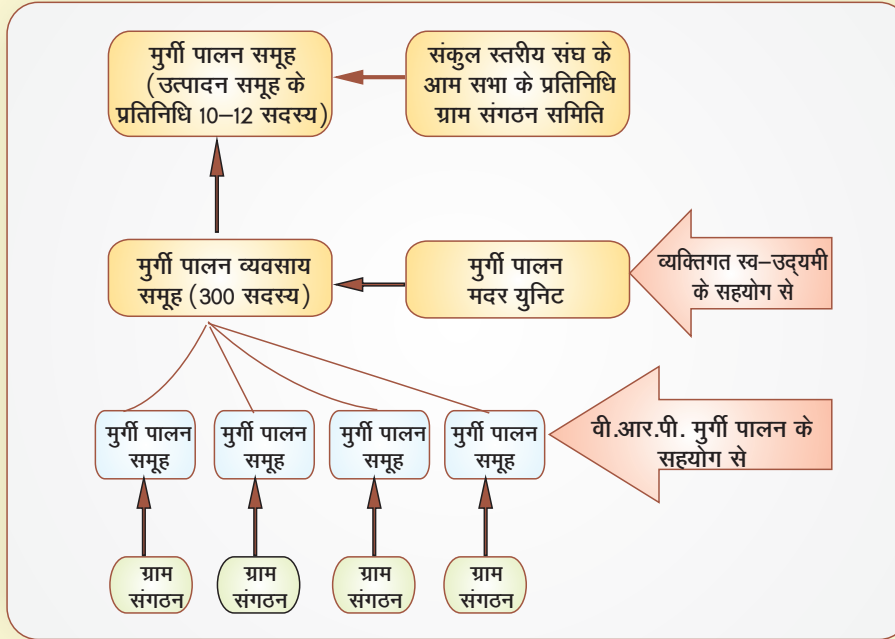 मुर्गी पालन समूह
(उत्पादन समूह के
प्रतिनिधि 10–12 सदस्य)
संकुल स्तरीय संघ के
आम सभा के प्रतिनिधि
ग्राम संगठन समिति
मुर्गी पालन व्यवसाय
समूह (300 सदस्य)
मुर्गी पालन
मदर युनिट
व्यक्तिगत स्व–उद्यमी
के सहयोग से
मुर्गी पालन
समूह
मुर्गी पालन
समूह
मुर्गी पालन
समूह
मुर्गी पालन
समूह
वी.आर.पी. मुर्गी पालन के
सहयोग से
ग्राम
संगठन
ग्राम
संगठन
ग्राम
संगठन
ग्राम
संगठन